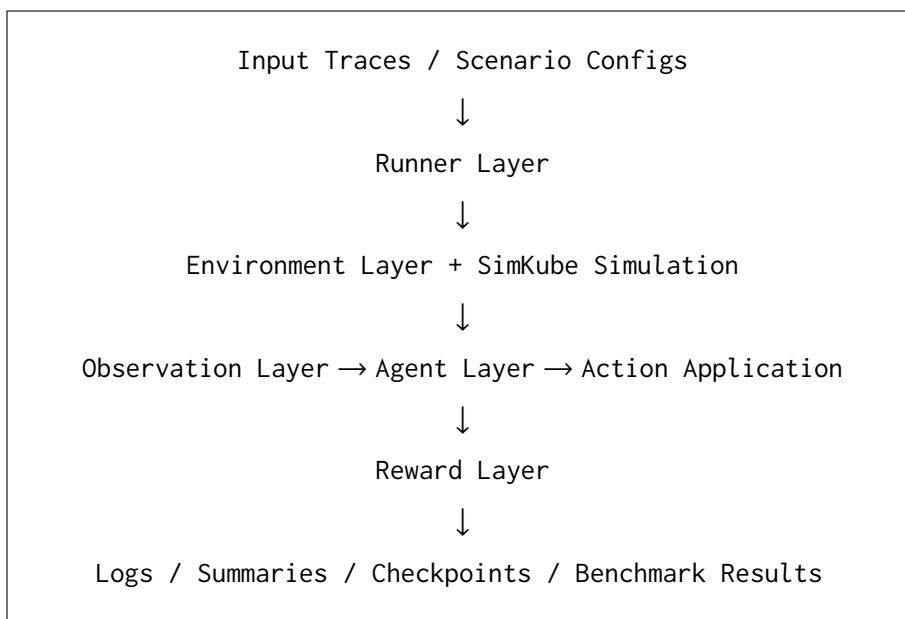 Input Traces / Scenario Configs
↓
Runner Layer
↓
Environment Layer + SimKube Simulation
↓
Observation Layer → Agent Layer → Action Application
↓
Reward Layer
↓
Logs / Summaries / Checkpoints / Benchmark Results